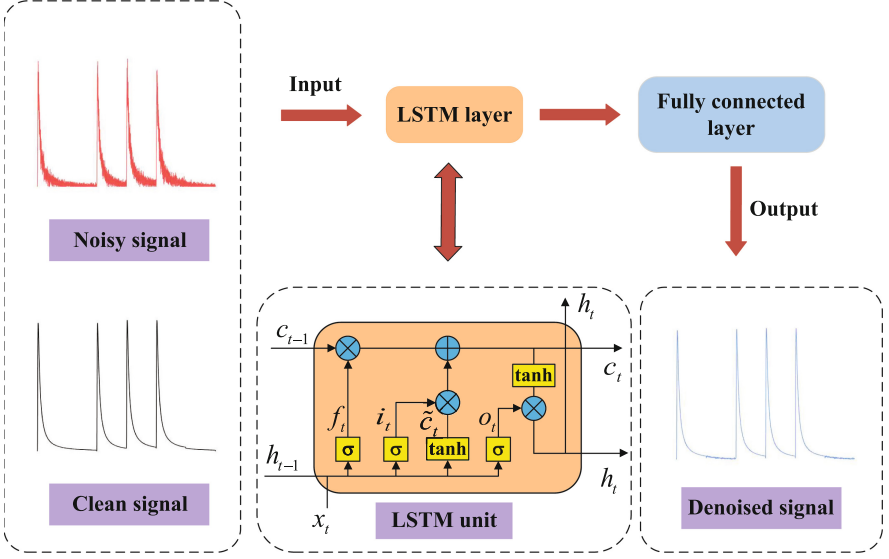 Noisy signal
Clean signal
Input
LSTM layer
Fully connected
layer
Output
h_t
c_{t-1}
c_t
tanh
f_t
i_t
c̃_t
o_t
σ
σ
tanh
σ
h_{t-1}
h_t
x_t
LSTM unit
Denoised signal